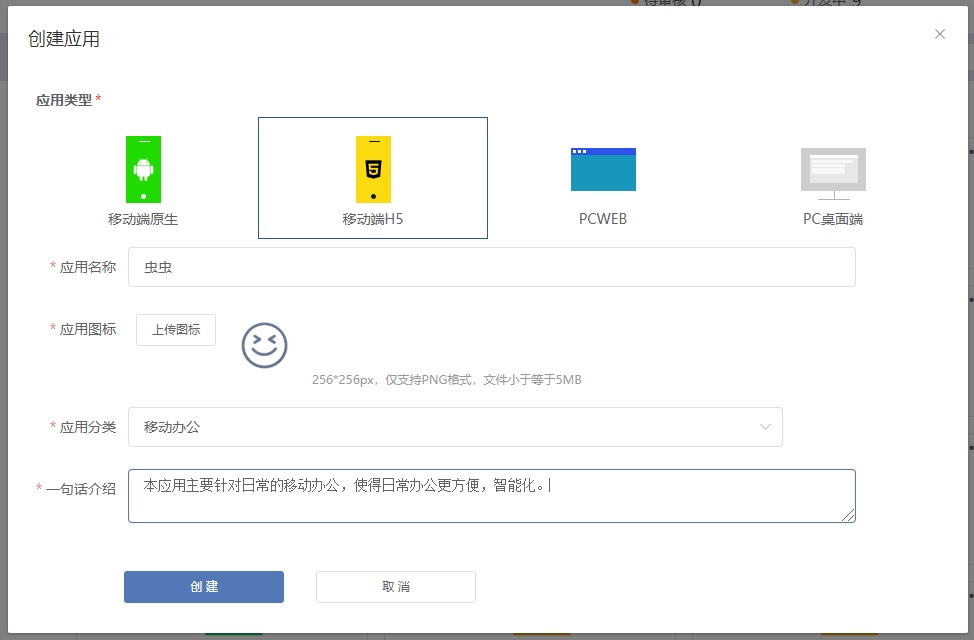 创建应用
应用类型 *
移动端原生
移动端H5
PCWEB
PC桌面端
* 应用名称 虫虫
* 应用图标 上传图标
256*256px，仅支持PNG格式，文件小于等于5MB
* 应用分类 移动办公
* 一句话介绍 本应用主要针对日常的移动办公，使得日常办公更方便，智能化。
创建 取消